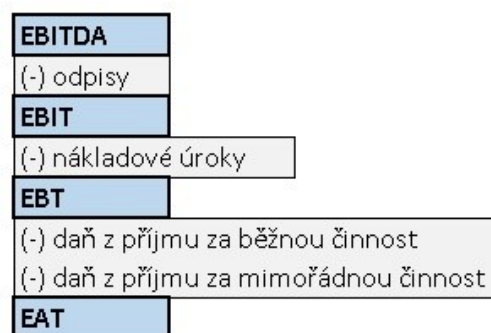 EBITDA
(-) odpisy
EBIT
(-) nákladové úroky
EBT
(-) daň z příjmu za běžnou činnost
(-) daň z příjmu za mimořádnou činnost
EAT